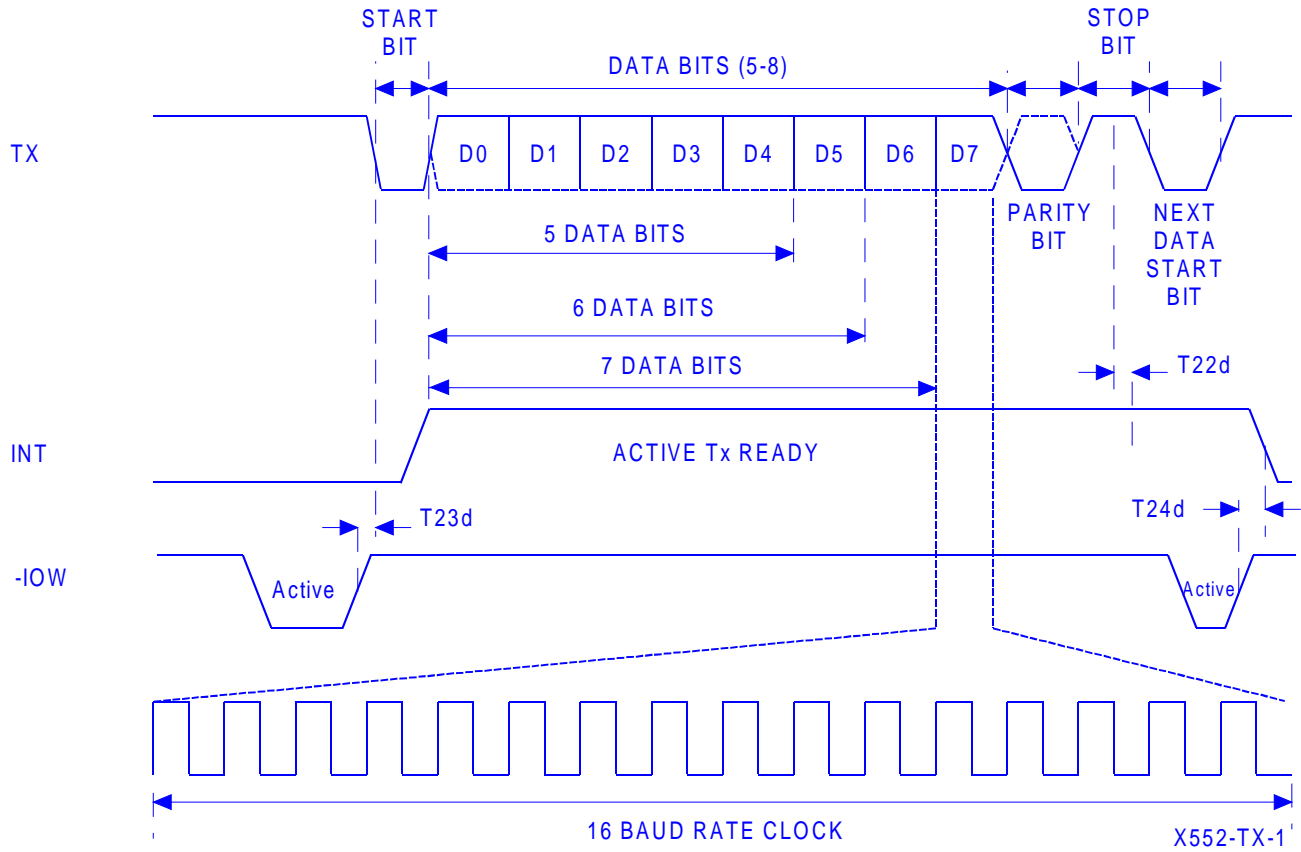 START
BIT
STOP
BIT
DATA BITS (5-8)
TX
D0 D1 D2 D3 D4 D5 D6 D7
PARITY
BIT
NEXT
DATA
START
BIT
5 DATA BITS
6 DATA BITS
7 DATA BITS
T22d
INT
ACTIVE Tx READY
T23d
T24d
-IOW
Active
Active
16 BAUD RATE CLOCK
X552-TX-1